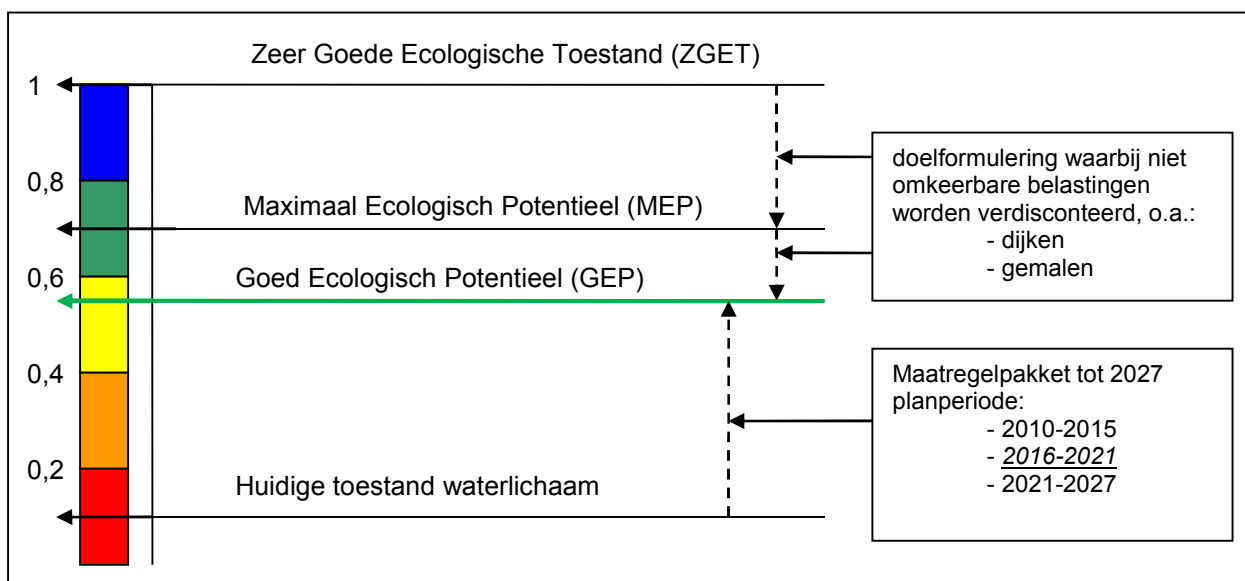 Zeer Goede Ecologische Toestand (ZGET)
1
0,8
Maximaal Ecologisch Potentieel (MEP)
0,6
Goed Ecologisch Potentieel (GEP)
0,4
0,2
Huidige toestand waterlichaam
doelformulering waarbij niet
omkeerbare belastingen
worden verdisconteerd, o.a.:
- dijken
- gemalen
Maatregelpakket tot 2027
planperiode:
- 2010-2015
- 2016-2021
- 2021-2027